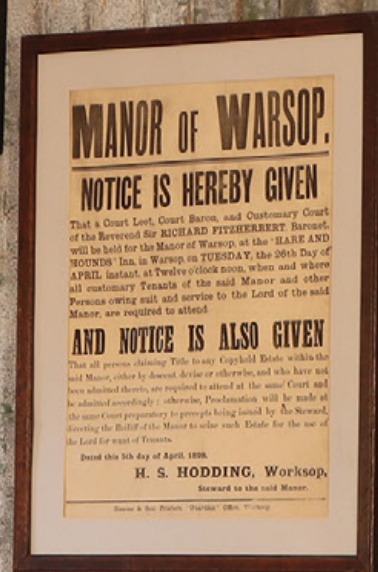 MANOR OF WARSOP.
NOTICE IS HEREBY GIVEN
That a Court Leet, Court Baron, and Customary Court
of the Reverend Sir RICHARD FITZHERBERT, Baronet,
will be held for the Manor of Warsop, at the "HARE AND
HOUNDS" Inn, in Warsop, on TUESDAY, the 26th Day of
APRIL instant, at Twelve o'clock noon, when and where
all customary Tenants of the said Manor and other
Persons owing suit and service to the Lord of the said
Manor, are required to attend
AND NOTICE IS ALSO GIVEN
That all persons claiming Title to any Copyhold Estate within the
said Manor, either by descent, devise or otherwise, and who have not
been admitted thereto, are required to attend at the same Court and
be admitted accordingly; otherwise, Proclamation will be made at
the same Court preparatory to precepts being issued by the Steward,
directing the Bailiff of the Manor to seize such Estate for the use of
the Lord for want of Tenants.
Dated this 5th day of April, 1898.
H. S. HODDING, Worksop,
Steward to the said Manor.
& Son, Printers, "Guardian" Office, Worksop